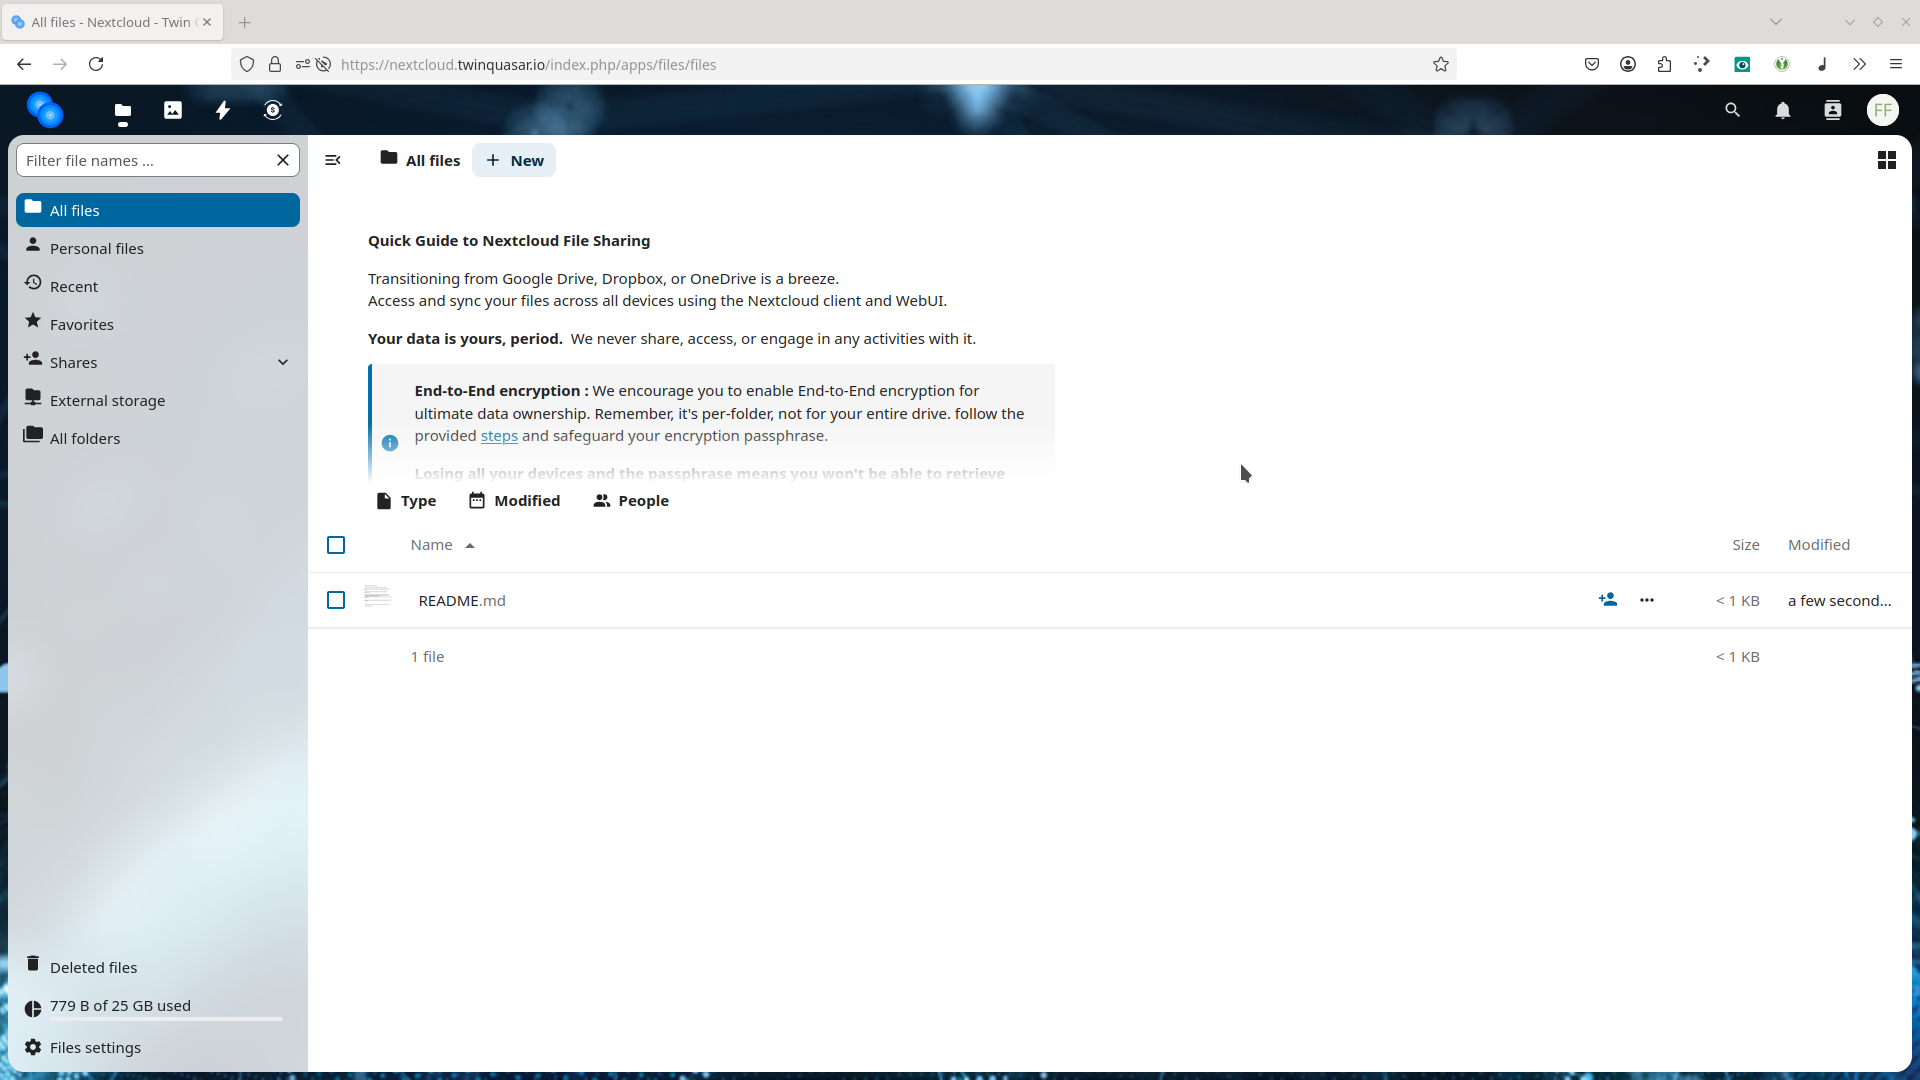 All files - Nextcloud - Twin
https://nextcloud.twinquasar.io/index.php/apps/files/files
FF
Filter file names ...
All files
New
All files
Personal files
Recent
Favorites
Shares
External storage
All folders
Quick Guide to Nextcloud File Sharing
Transitioning from Google Drive, Dropbox, or OneDrive is a breeze.
Access and sync your files across all devices using the Nextcloud client and WebUI.
Your data is yours, period. We never share, access, or engage in any activities with it.
End-to-End encryption : We encourage you to enable End-to-End encryption for
ultimate data ownership. Remember, it's per-folder, not for your entire drive. follow the
provided steps and safeguard your encryption passphrase.
Losing all your devices and the passphrase means you won't be able to retrieve
Type Modified People
Name Size Modified
README.md < 1 KB a few second...
1 file < 1 KB
Deleted files
779 B of 25 GB used
Files settings